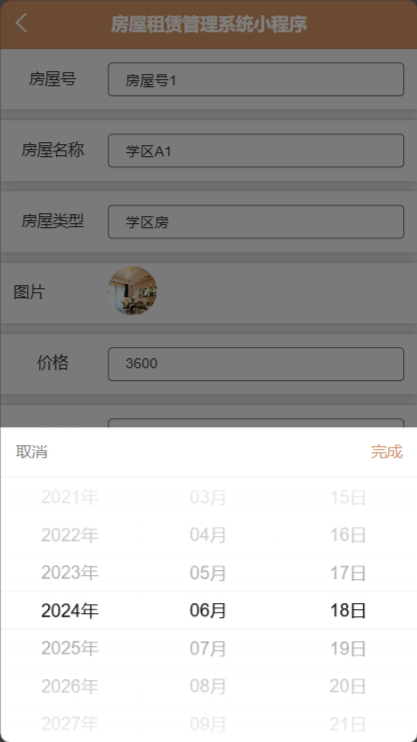 房屋租赁管理系统小程序
房屋号 房屋号1
房屋名称 学区A1
房屋类型 学区房
图片
价格 3600
取消 完成
2021年 03月 15日
2022年 04月 16日
2023年 05月 17日
2024年 06月 18日
2025年 07月 19日
2026年 08月 20日
2027年 09月 21日